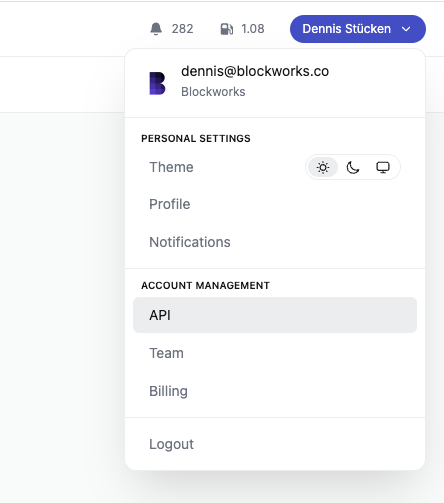 282 1.08 Dennis Stücken
dennis@blockworks.co
Blockworks
PERSONAL SETTINGS
Theme
Profile
Notifications
ACCOUNT MANAGEMENT
API
Team
Billing
Logout